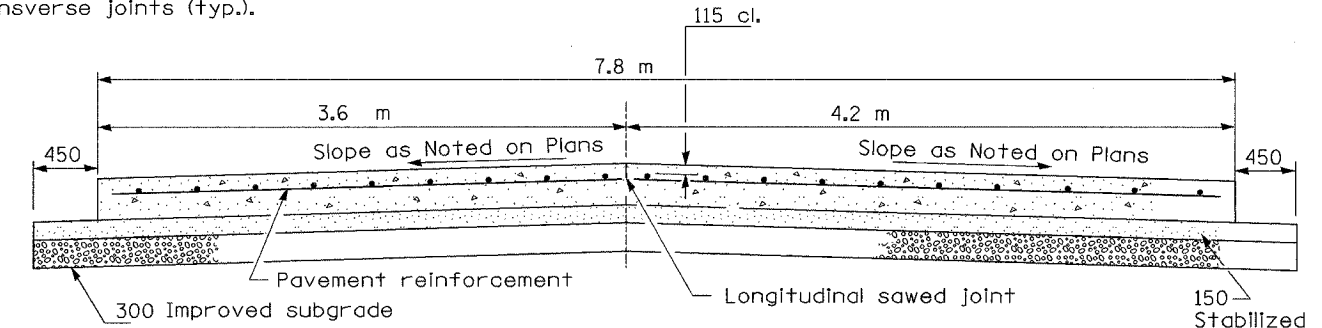 nsverse joints (typ.).
115 cl.
7.8 m
3.6 m
4.2 m
450
Slope as Noted on Plans
Slope as Noted on Plans
450
Pavement reinforcement
Longitudinal sawed joint
300 Improved subgrade
150
Stabilized